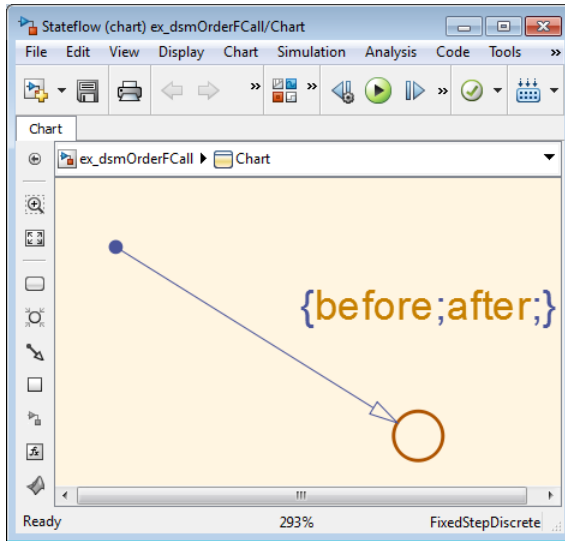 Stateflow (chart) ex_dsmOrderFCall/Chart
File Edit View Display Chart Simulation Analysis Code Tools »
» » »
Chart
ex_dsmOrderFCall Chart
{before;after;}
fx
Ready 293% FixedStepDiscrete